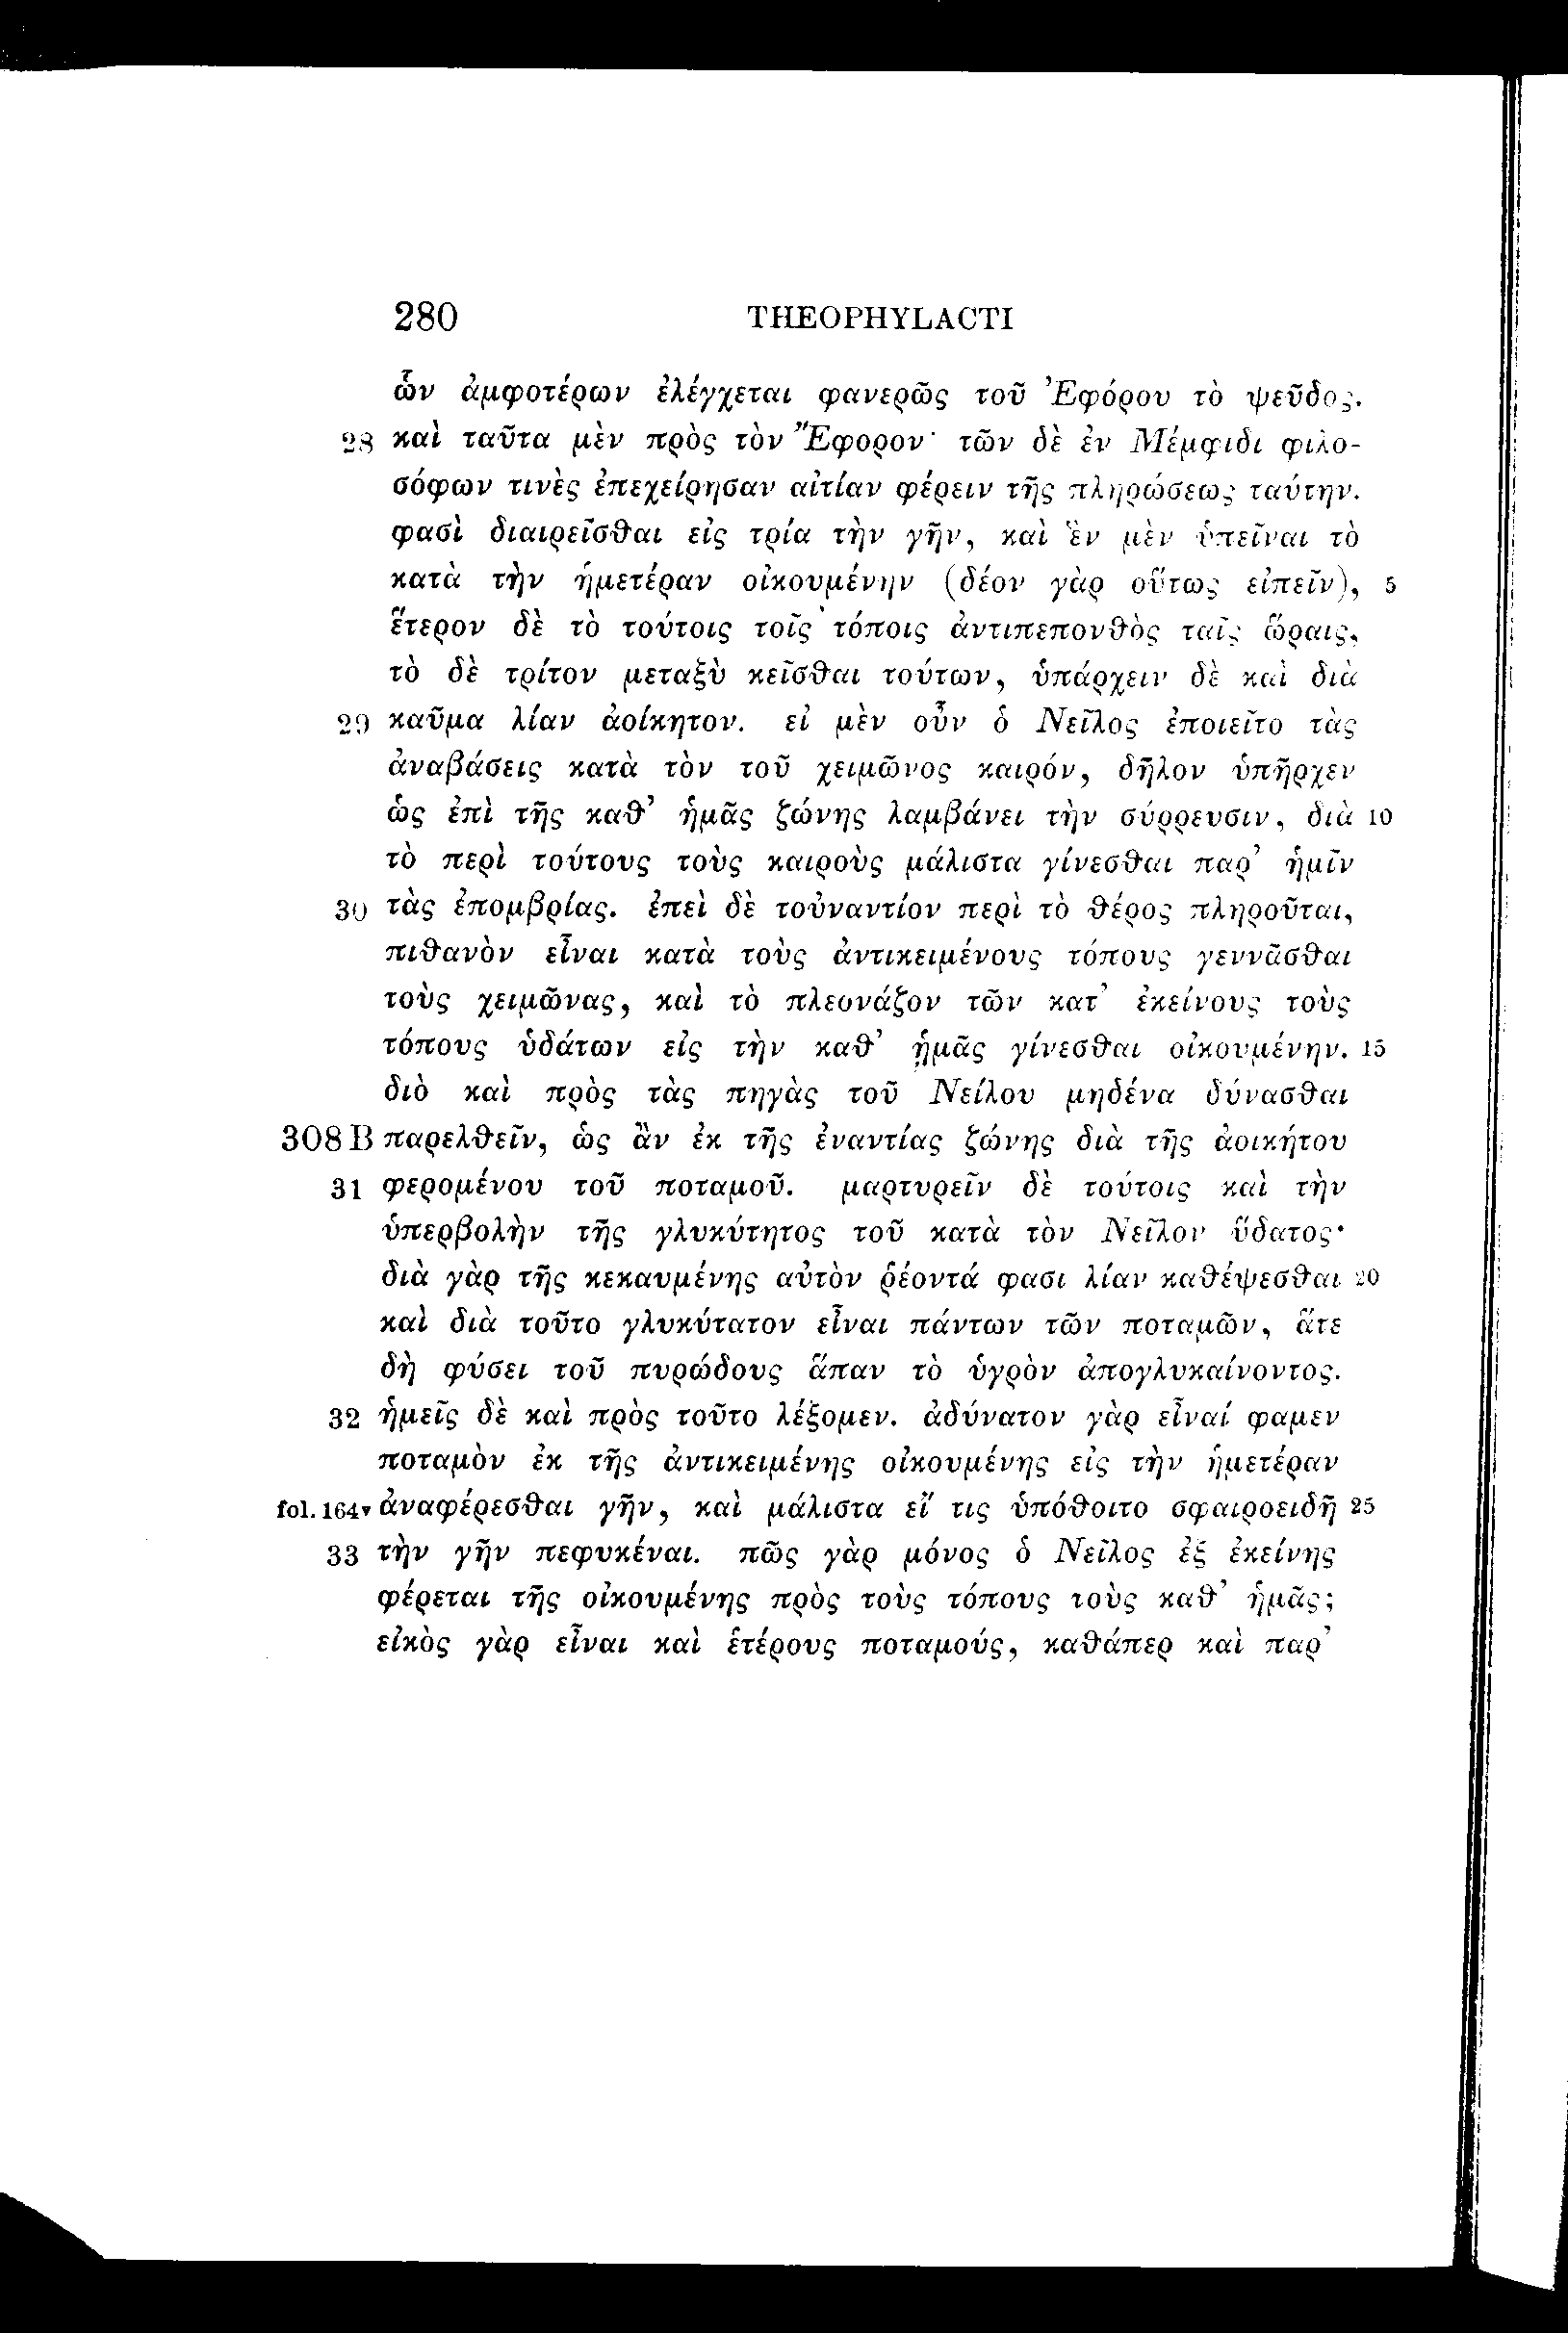 280 THEOPHYLACTI
ὧν ἀμφοτέρων ἐλέγχεται φανερῶς τοῦ Ἐφόρου τὸ ψεῦδος.
28 καὶ ταῦτα μὲν πρὸς τὸν Ἔφορον· τῶν δὲ ἐν Μέμφιδι φιλο-
σόφων τινὲς ἐπεχείρησαν αἰτίαν φέρειν τῆς πληρώσεως ταύτην.
φασὶ διαιρεῖσθαι εἰς τρία τὴν γῆν, καὶ ἓν μὲν ὑπεῖναι τὸ
κατὰ τὴν ἡμετέραν οἰκουμένην (δέον γὰρ οὕτως εἰπεῖν), 5
ἕτερον δὲ τὸ τούτοις τοῖς τόποις ἀντιπεπονθὸς ταῖς ὥραις,
τὸ δὲ τρίτον μεταξὺ κεῖσθαι τούτων, ὑπάρχειν δὲ καὶ διὰ
29 καῦμα λίαν ἀοίκητον. εἰ μὲν οὖν ὁ Νεῖλος ἐποιεῖτο τὰς
ἀναβάσεις κατὰ τὸν τοῦ χειμῶνος καιρόν, δῆλον ὑπῆρχεν
ὡς ἐπὶ τῆς καθ’ ἡμᾶς ζώνης λαμβάνει τὴν σύρρευσιν, διὰ 10
τὸ περὶ τούτους τοὺς καιροὺς μάλιστα γίνεσθαι παρ’ ἡμῖν
30 τὰς ἐπομβρίας. ἐπεὶ δὲ τοὐναντίον περὶ τὸ θέρος πληροῦται,
πιθανὸν εἶναι κατὰ τοὺς ἀντικειμένους τόπους γεννᾶσθαι
τοὺς χειμῶνας, καὶ τὸ πλεονάζον τῶν κατ’ ἐκείνους τοὺς
τόπους ὑδάτων εἰς τὴν καθ’ ἡμᾶς γίνεσθαι οἰκουμένην. 15
διὸ καὶ πρὸς τὰς πηγὰς τοῦ Νείλου μηδένα δύνασθαι
308 B παρελθεῖν, ὡς ἂν ἐκ τῆς ἐναντίας ζώνης διὰ τῆς ἀοικήτου
31 φερομένου τοῦ ποταμοῦ. μαρτυρεῖν δὲ τούτοις καὶ τὴν
ὑπερβολὴν τῆς γλυκύτητος τοῦ κατὰ τὸν Νεῖλον ὕδατος·
διὰ γὰρ τῆς κεκαυμένης αὐτὸν ῥέοντά φασι λίαν καθέψεσθαι 20
καὶ διὰ τοῦτο γλυκύτατον εἶναι πάντων τῶν ποταμῶν, ἅτε
δὴ φύσει τοῦ πυρώδους ἅπαν τὸ ὑγρὸν ἀπογλυκαίνοντος.
32 ἡμεῖς δὲ καὶ πρὸς τοῦτο λέξομεν. ἀδύνατον γὰρ εἶναί φαμεν
ποταμὸν ἐκ τῆς ἀντικειμένης οἰκουμένης εἰς τὴν ἡμετέραν
fol. 164v ἀναφέρεσθαι γῆν, καὶ μάλιστα εἴ τις ὑπόθοιτο σφαιροειδῆ 25
33 τὴν γῆν πεφυκέναι. πῶς γὰρ μόνος ὁ Νεῖλος ἐξ ἐκείνης
φέρεται τῆς οἰκουμένης πρὸς τοὺς τόπους τοὺς καθ’ ἡμᾶς;
εἰκὸς γὰρ εἶναι καὶ ἑτέρους ποταμούς, καθάπερ καὶ παρ’